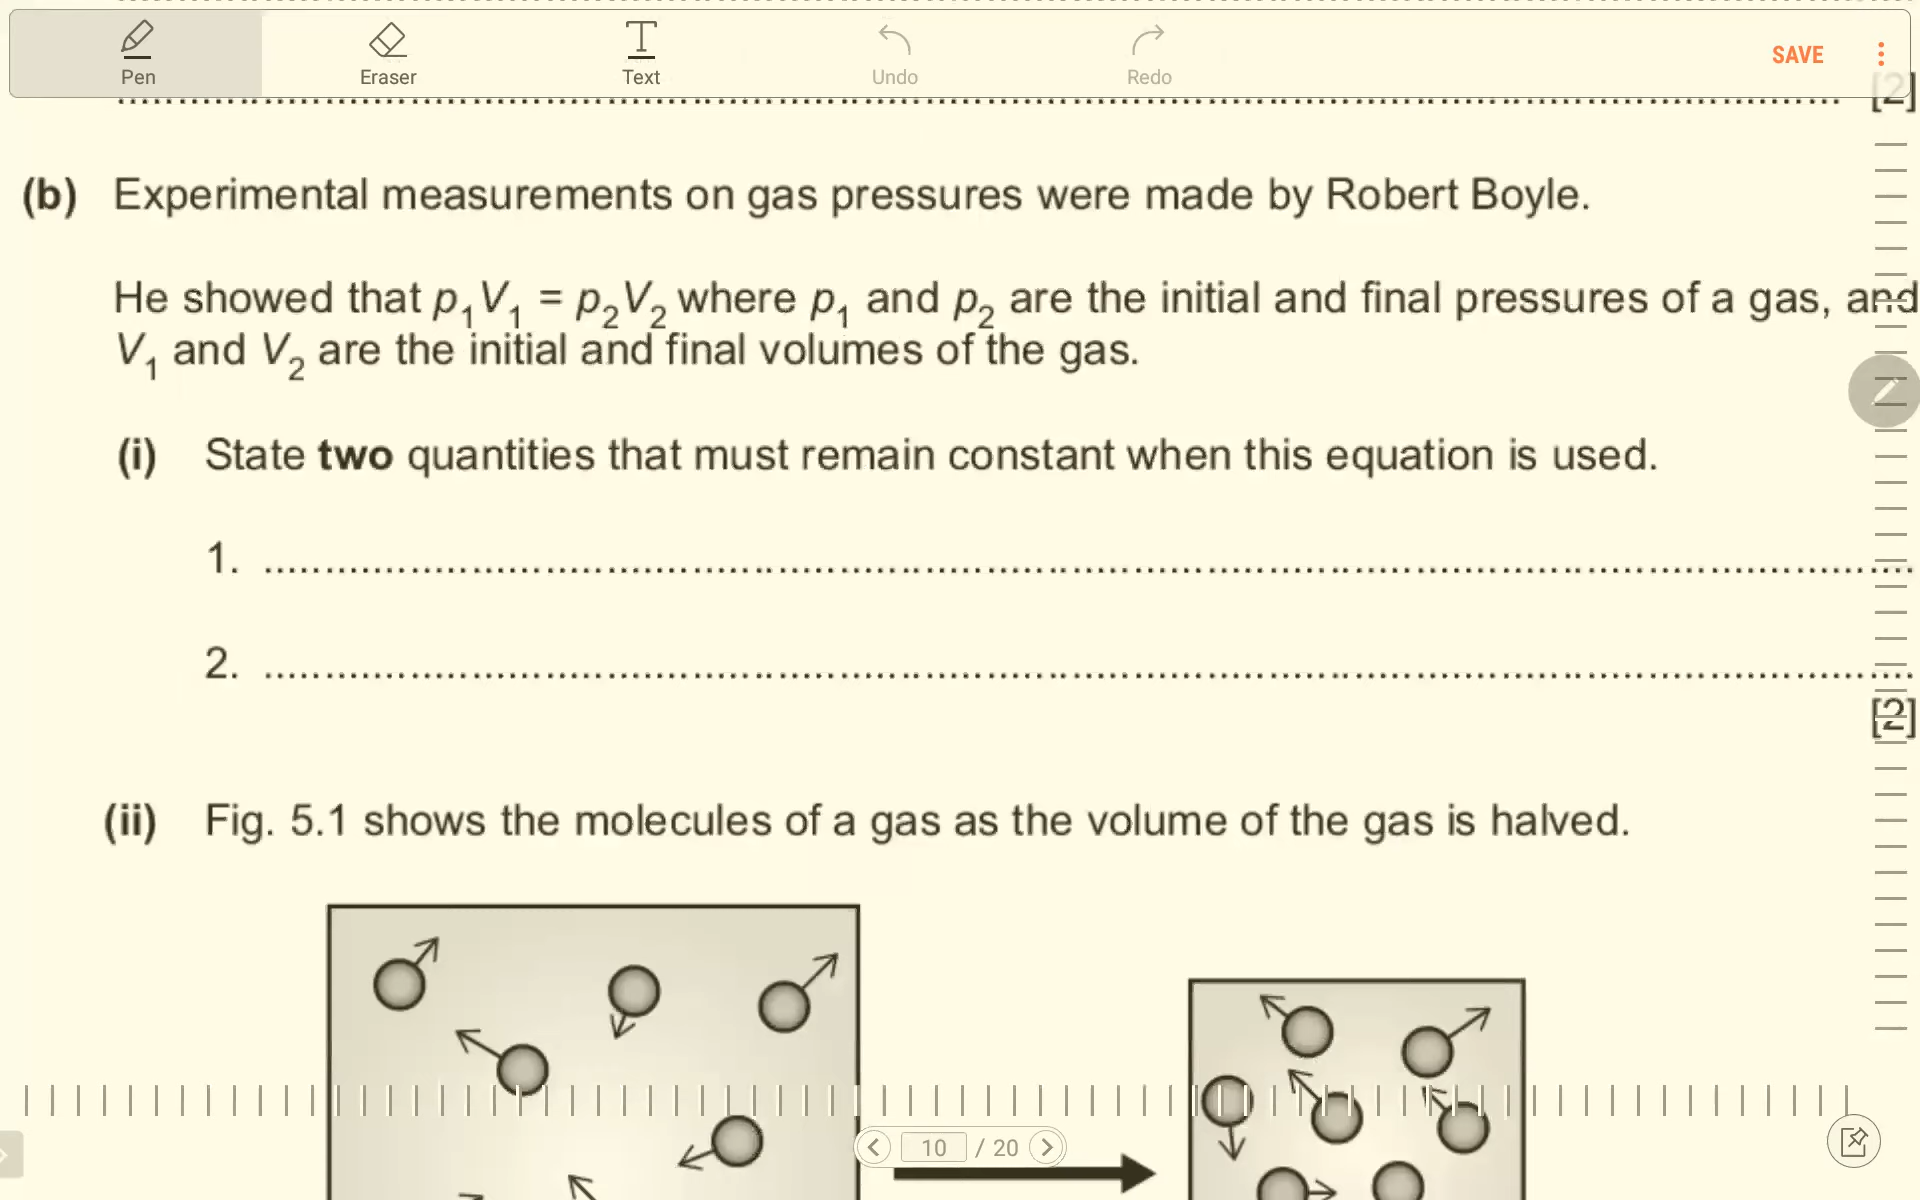 Pen
Eraser
Text
Undo
Redo
SAVE
[2]
(b) Experimental measurements on gas pressures were made by Robert Boyle.
He showed that p₁V₁ = p₂V₂ where p₁ and p₂ are the initial and final pressures of a gas, and
V₁ and V₂ are the initial and final volumes of the gas.
(i) State two quantities that must remain constant when this equation is used.
1. ..........................................................................................
2. ..........................................................................................
[2]
(ii) Fig. 5.1 shows the molecules of a gas as the volume of the gas is halved.
10 / 20